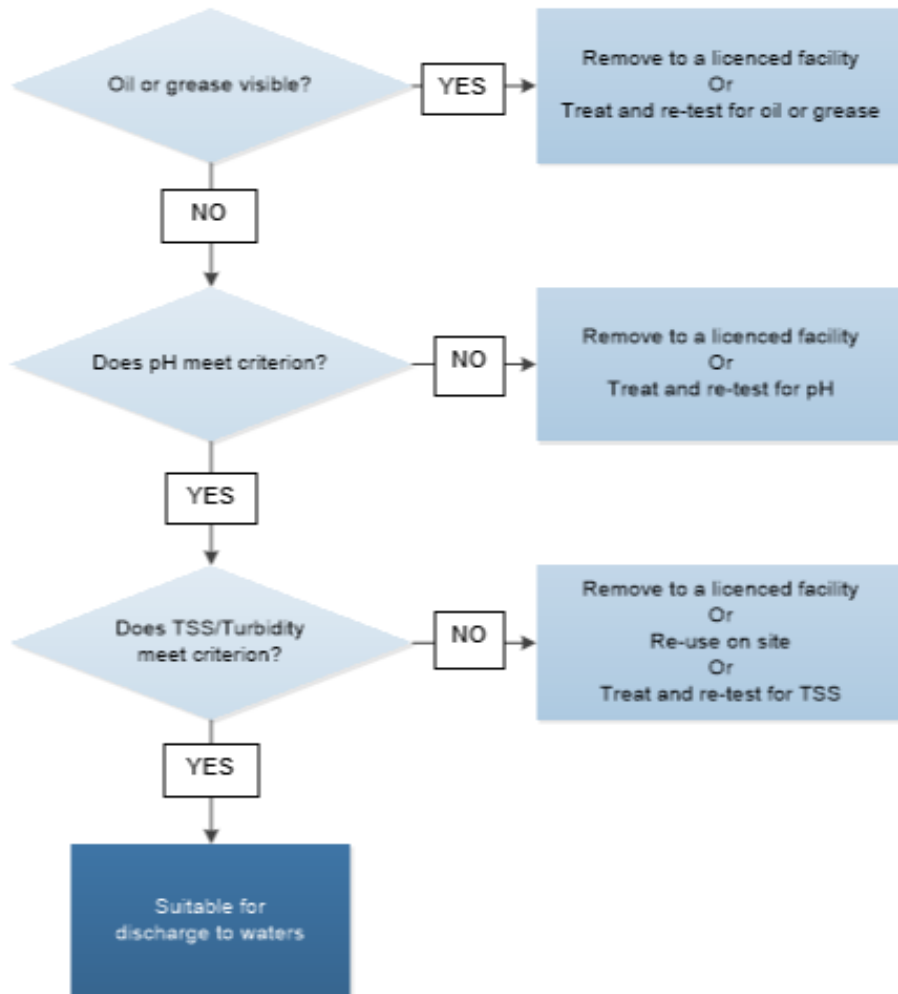 Oil or grease visible?
YES
Remove to a licenced facility
Or
Treat and re-test for oil or grease
NO
Does pH meet criterion?
NO
Remove to a licenced facility
Or
Treat and re-test for pH
YES
Does TSS/Turbidity
meet criterion?
NO
Remove to a licenced facility
Or
Re-use on site
Or
Treat and re-test for TSS
YES
Suitable for
discharge to waters